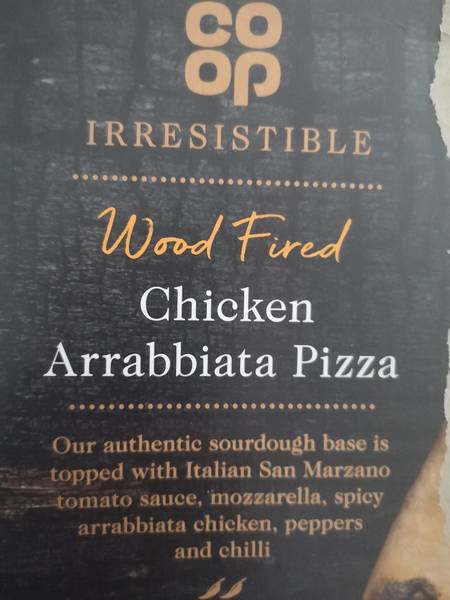 CO
OP
IRRESISTIBLE
Wood Fired
Chicken
Arrabbiata Pizza
Our authentic sourdough base is
topped with Italian San Marzano
tomato sauce, mozzarella, spicy
arrabbiata chicken, peppers
and chilli